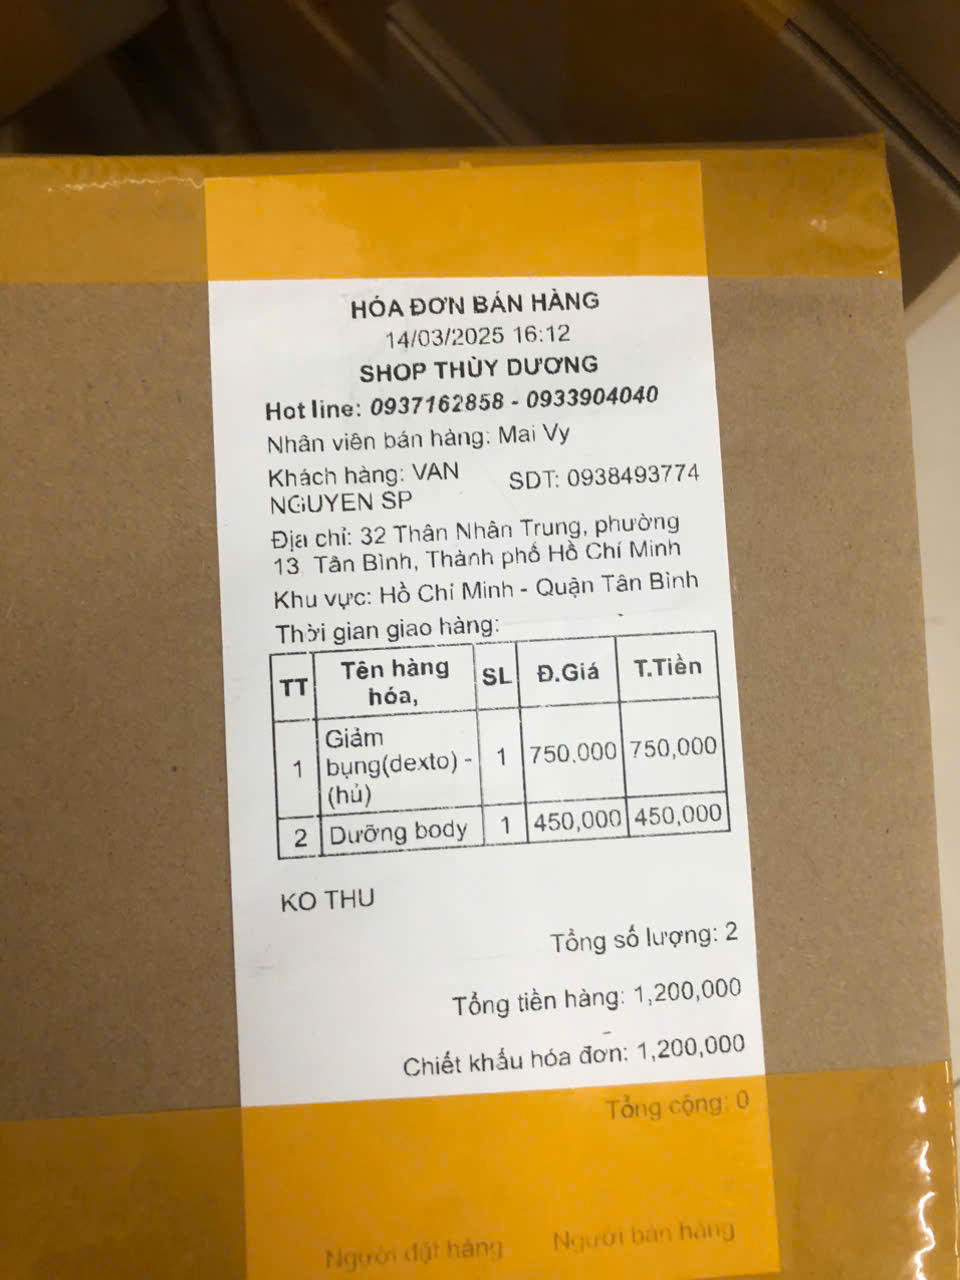 HÓA ĐƠN BÁN HÀNG
14/03/2025 16:12
SHOP THÙY DƯƠNG
Hot line: 0937162858 - 0933904040
Nhân viên bán hàng: Mai Vy
Khách hàng: VAN NGUYEN SP SDT: 0938493774
Địa chỉ: 32 Thân Nhân Trung, phường
13, Tân Bình, Thành phố Hồ Chí Minh
Khu vực: Hồ Chí Minh - Quận Tân Bình
Thời gian giao hàng:
TT Tên hàng hóa, SL Đ.Giá T.Tiền
1 Giảm bụng(dexto) - (hủ) 1 750,000 750,000
2 Dưỡng body 1 450,000 450,000
KO THU
Tổng số lượng: 2
Tổng tiền hàng: 1,200,000
Chiết khấu hóa đơn: 1,200,000
Tổng cộng: 0
Người đặt hàng Người bán hàng